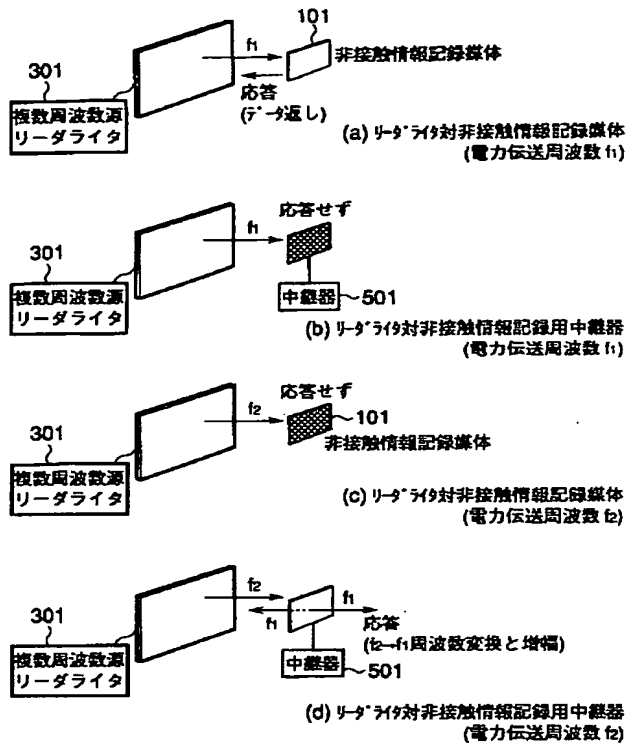 101
f1
非接触情報記録媒体
301
応答
(データ返し)
複数周波数源
リーダライタ
(a) リーダライタ対非接触情報記録媒体
(電力伝送周波数 f1)
応答せず
f1
301
複数周波数源
リーダライタ
中継器
501
(b) リーダライタ対非接触情報記録用中継器
(電力伝送周波数 f1)
応答せず
f2
101
301
非接触情報記録媒体
複数周波数源
リーダライタ
(c) リーダライタ対非接触情報記録媒体
(電力伝送周波数 f2)
f2
f1
f1
応答
301
(f2→f1周波数変換と増幅)
複数周波数源
リーダライタ
中継器
501
(d) リーダライタ対非接触情報記録用中継器
(電力伝送周波数 f2)